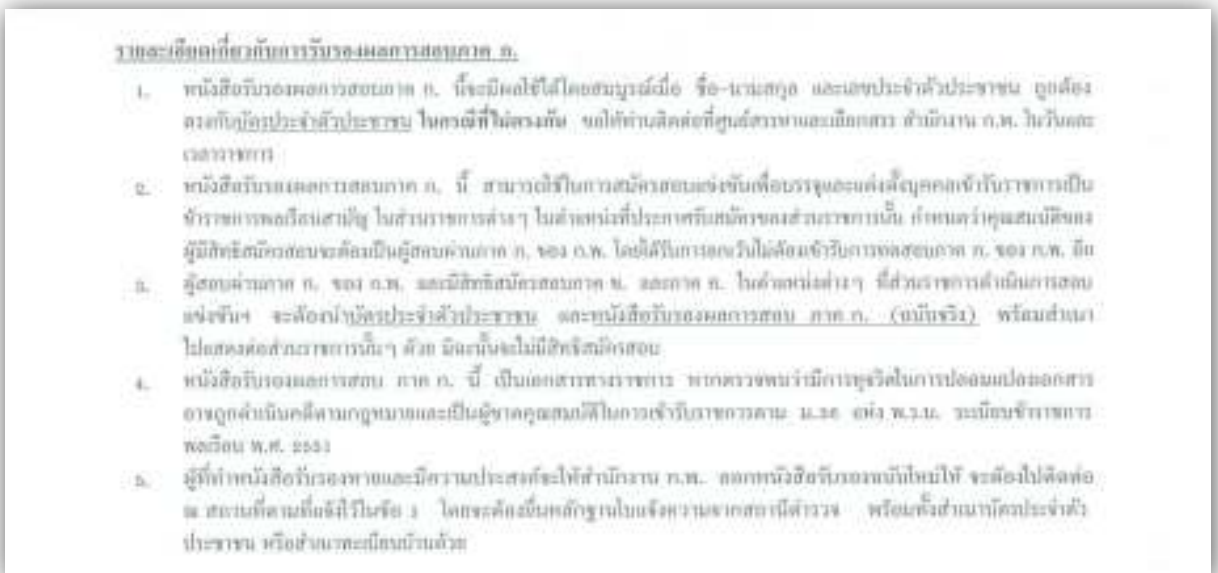 รายละเอียดเกี่ยวกับการรับรองผลการสอบภาค ก.
๑. หนังสือรับรองผลการสอบภาค ก. นี้จะมีผลใช้ได้โดยสมบูรณ์เมื่อ ชื่อ-นามสกุล และเลขประจำตัวประชาชน ถูกต้อง
ตรงกับบัตรประจำตัวประชาชน ในกรณีที่ไม่ตรงกัน ขอให้ท่านติดต่อที่ศูนย์สรรหาและเลือกสรร สำนักงาน ก.พ. ในวันและ
เวลาราชการ
๒. หนังสือรับรองผลการสอบภาค ก. นี้ สามารถใช้ในการสมัครสอบแข่งขันเพื่อบรรจุและแต่งตั้งบุคคลเข้ารับราชการเป็น
ข้าราชการพลเรือนสามัญ ในส่วนราชการต่างๆ ในตำแหน่งที่ประกาศรับสมัครของส่วนราชการนั้น กำหนดว่าคุณสมบัติของ
ผู้มีสิทธิสมัครสอบจะต้องเป็นผู้สอบผ่านภาค ก. ของ ก.พ. โดยได้รับการยกเว้นไม่ต้องเข้ารับการทดสอบภาค ก. ของ ก.พ. อีก
๓. ผู้สอบผ่านภาค ก. ของ ก.พ. และมีสิทธิสมัครสอบภาค ข. และภาค ค. ในตำแหน่งต่างๆ ที่ส่วนราชการดำเนินการสอบ
แข่งขันฯ จะต้องนำบัตรประจำตัวประชาชน และหนังสือรับรองผลการสอบ ภาค ก. (ฉบับจริง) พร้อมสำเนา
ไปแสดงต่อส่วนราชการนั้นๆ ด้วย มิฉะนั้นจะไม่มีสิทธิสมัครสอบ
๔. หนังสือรับรองผลการสอบ ภาค ก. นี้ เป็นเอกสารทางราชการ หากตรวจพบว่ามีการทุจริตในการปลอมแปลงเอกสาร
อาจถูกดำเนินคดีตามกฎหมายและเป็นผู้ขาดคุณสมบัติในการเข้ารับราชการตาม ม.๓๖ แห่ง พ.ร.บ. ระเบียบข้าราชการ
พลเรือน พ.ศ. ๒๕๕๑
๕. ผู้ที่ทำหนังสือรับรองหายและมีความประสงค์จะให้สำนักงาน ก.พ. ออกหนังสือรับรองฉบับใหม่ให้ จะต้องไปติดต่อ
ณ สถานที่ตามที่แจ้งไว้ในข้อ ๑ โดยจะต้องยื่นหลักฐานใบแจ้งความจากสถานีตำรวจ พร้อมทั้งสำเนาบัตรประจำตัว
ประชาชน หรือสำเนาทะเบียนบ้านด้วย